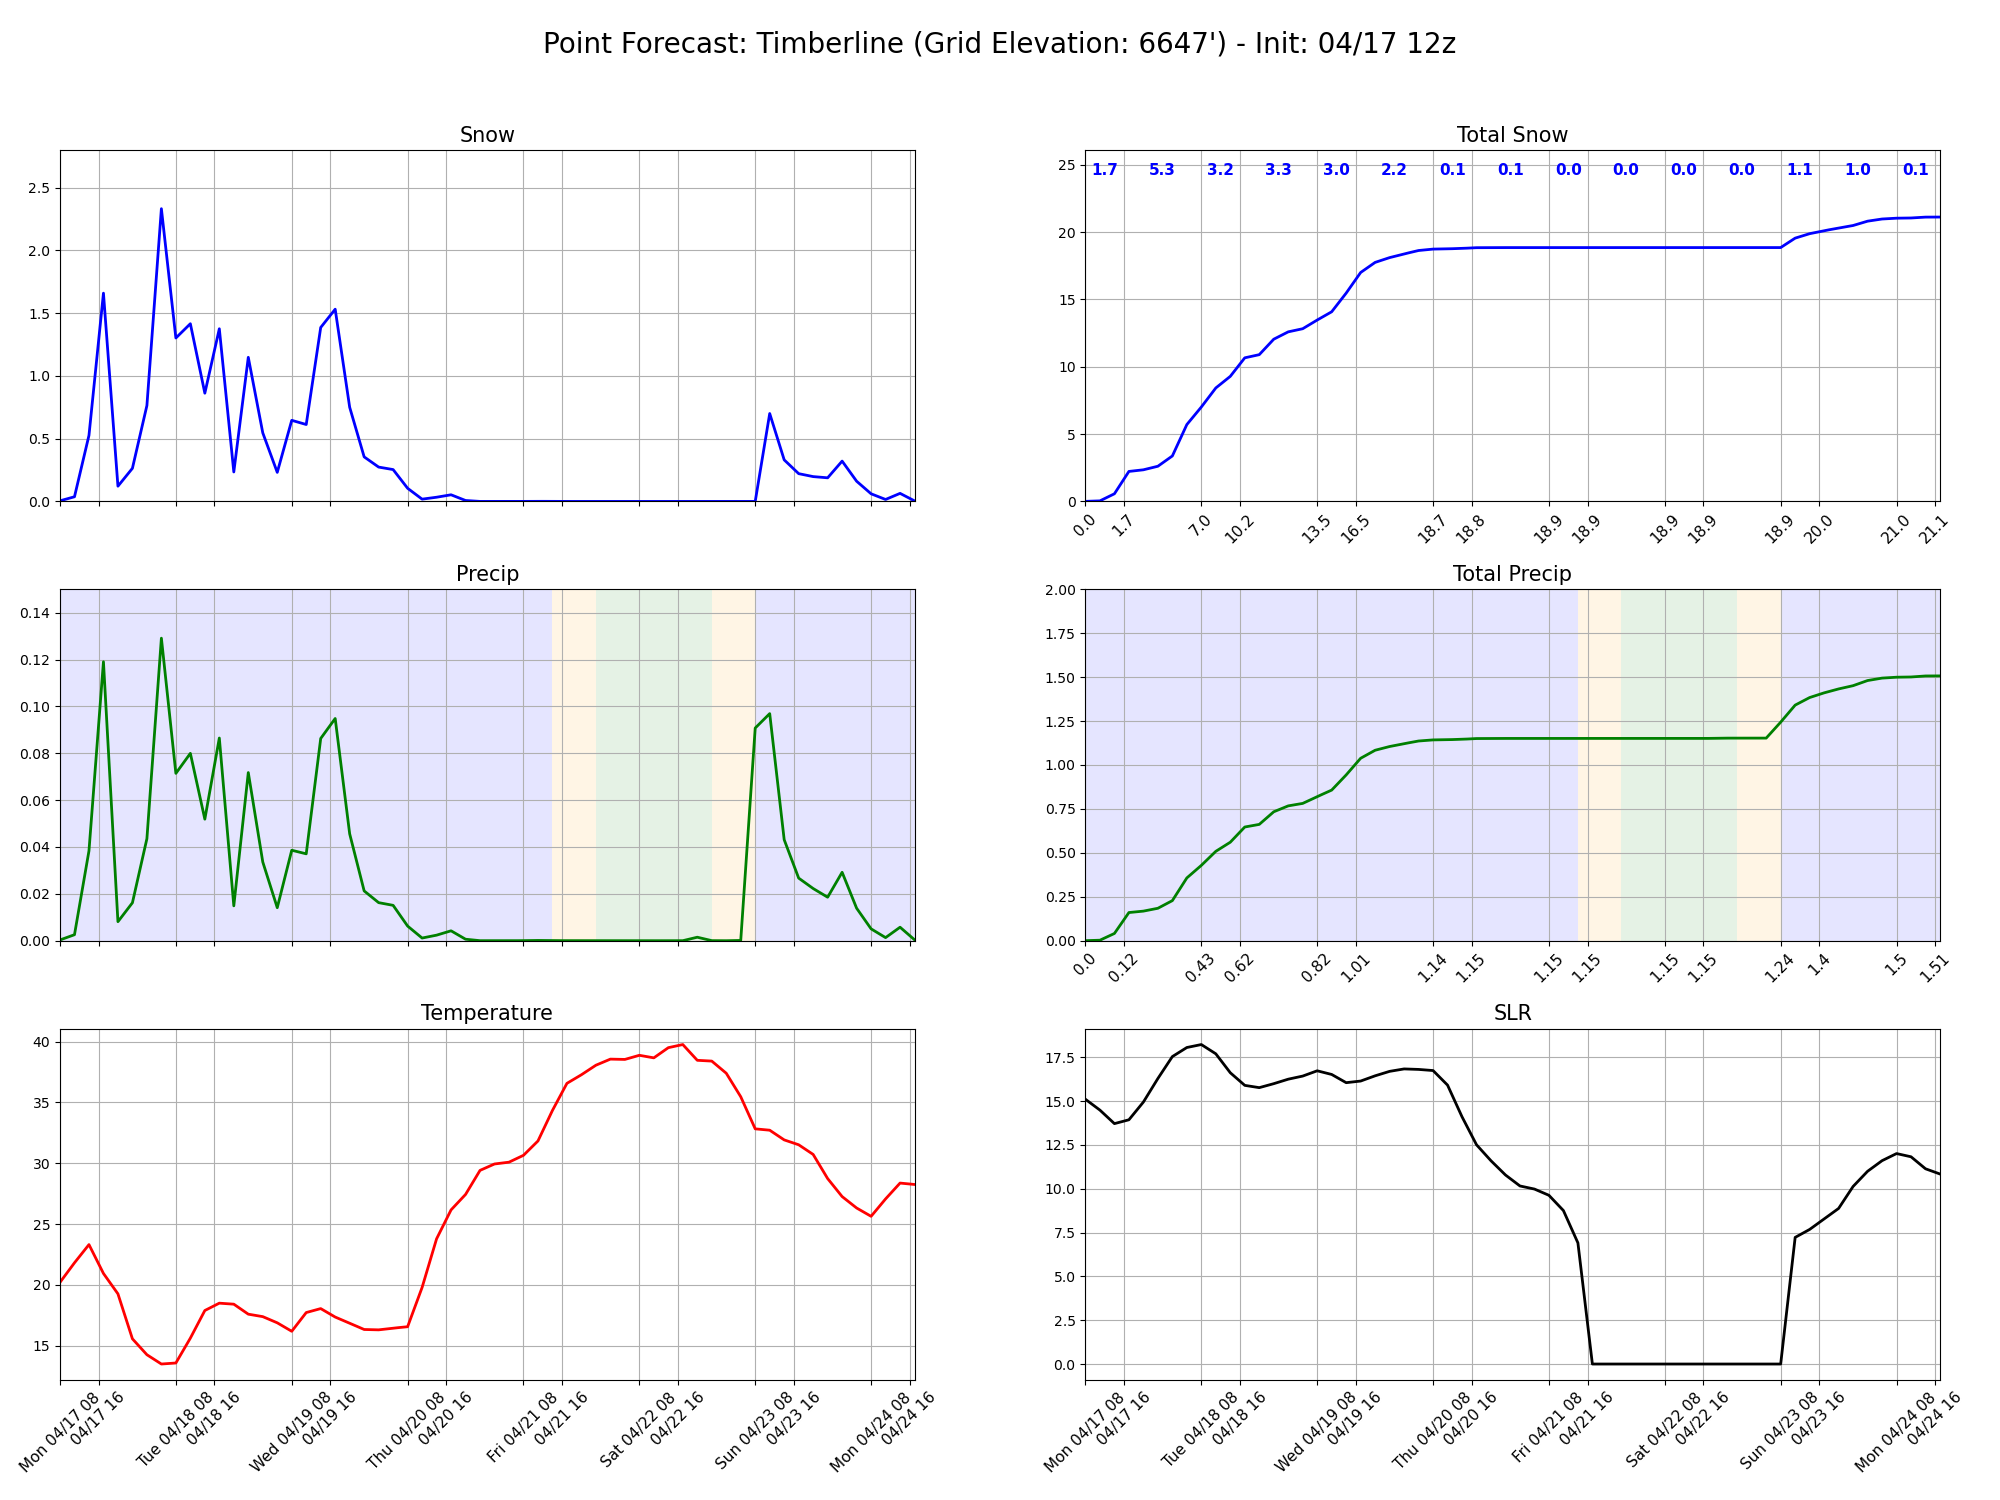 Point Forecast: Timberline (Grid Elevation: 6647') - Init: 04/17 12z
Snow
2.5
2.0
1.5
1.0
0.5
0.0
Total Snow
25
20
15
10
5
0
1.7 5.3 3.2 3.3 3.0 2.2 0.1 0.1 0.0 0.0 0.0 0.0 1.1 1.0 0.1
0.0 1.7 7.0 10.2 13.5 16.5 18.7 18.8 18.9 18.9 18.9 18.9 18.9 20.0 21.0 21.1
Precip
0.14
0.12
0.10
0.08
0.06
0.04
0.02
0.00
Total Precip
2.00
1.75
1.50
1.25
1.00
0.75
0.50
0.25
0.00
0.0 0.12 0.43 0.62 0.82 1.01 1.14 1.15 1.15 1.15 1.15 1.15 1.24 1.4 1.5 1.51
Temperature
40
35
30
25
20
15
Mon 04/17 08
04/17 16
Tue 04/18 08
04/18 16
Wed 04/19 08
04/19 16
Thu 04/20 08
04/20 16
Fri 04/21 08
04/21 16
Sat 04/22 08
04/22 16
Sun 04/23 08
04/23 16
Mon 04/24 08
04/24 16
SLR
17.5
15.0
12.5
10.0
7.5
5.0
2.5
0.0
Mon 04/17 08
04/17 16
Tue 04/18 08
04/18 16
Wed 04/19 08
04/19 16
Thu 04/20 08
04/20 16
Fri 04/21 08
04/21 16
Sat 04/22 08
04/22 16
Sun 04/23 08
04/23 16
Mon 04/24 08
04/24 16